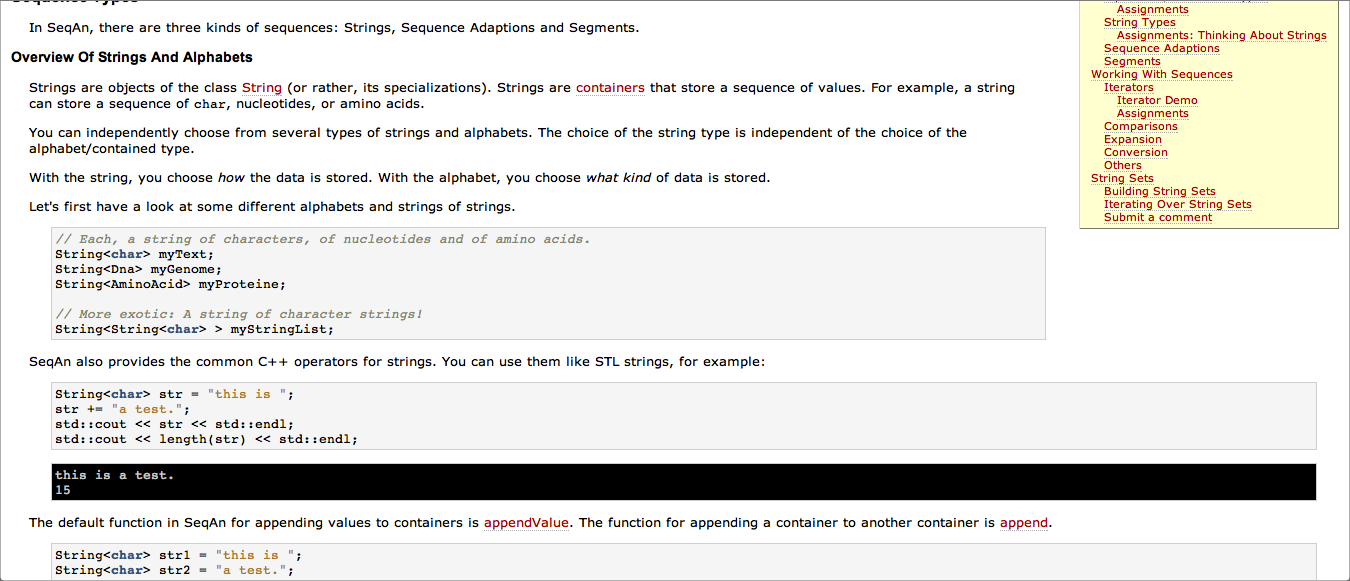 In SeqAn, there are three kinds of sequences: Strings, Sequence Adaptions and Segments.
Overview Of Strings And Alphabets
Strings are objects of the class String (or rather, its specializations). Strings are containers that store a sequence of values. For example, a string
can store a sequence of char, nucleotides, or amino acids.
You can independently choose from several types of strings and alphabets. The choice of the string type is independent of the choice of the
alphabet/contained type.
With the string, you choose how the data is stored. With the alphabet, you choose what kind of data is stored.
Let's first have a look at some different alphabets and strings of strings.
// Each, a string of characters, of nucleotides and of amino acids.
String<char> myText;
String<Dna> myGenome;
String<AminoAcid> myProteine;
// More exotic: A string of character strings!
String<String<char> > myStringList;
SeqAn also provides the common C++ operators for strings. You can use them like STL strings, for example:
String<char> str = "this is ";
str += "a test.";
std::cout << str << std::endl;
std::cout << length(str) << std::endl;
this is a test.
15
The default function in SeqAn for appending values to containers is appendValue. The function for appending a container to another container is append.
String<char> str1 = "this is ";
String<char> str2 = "a test.";
Assignments
String Types
Assignments: Thinking About Strings
Sequence Adaptions
Segments
Working With Sequences
Iterators
Iterator Demo
Assignments
Comparisons
Expansion
Conversion
Others
String Sets
Building String Sets
Iterating Over String Sets
Submit a comment